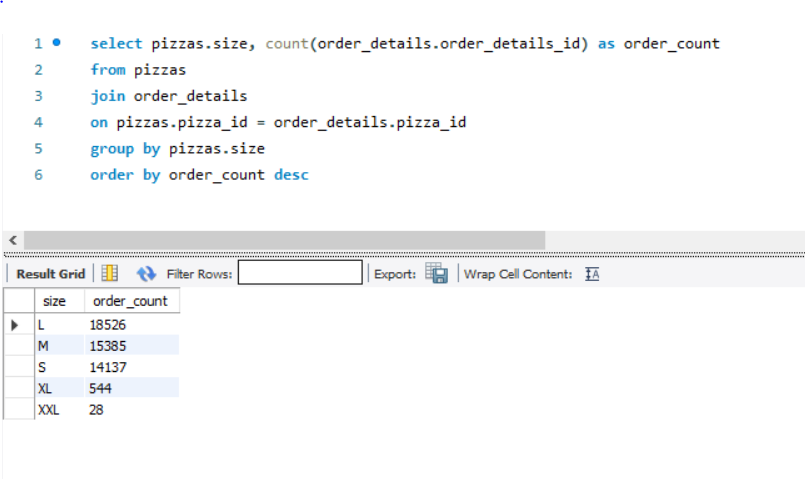 1 select pizzas.size, count(order_details.order_details_id) as order_count
2 from pizzas
3 join order_details
4 on pizzas.pizza_id = order_details.pizza_id
5 group by pizzas.size
6 order by order_count desc
Result Grid Filter Rows: Export: Wrap Cell Content: IA
size order_count
L 18526
M 15385
S 14137
XL 544
XXL 28